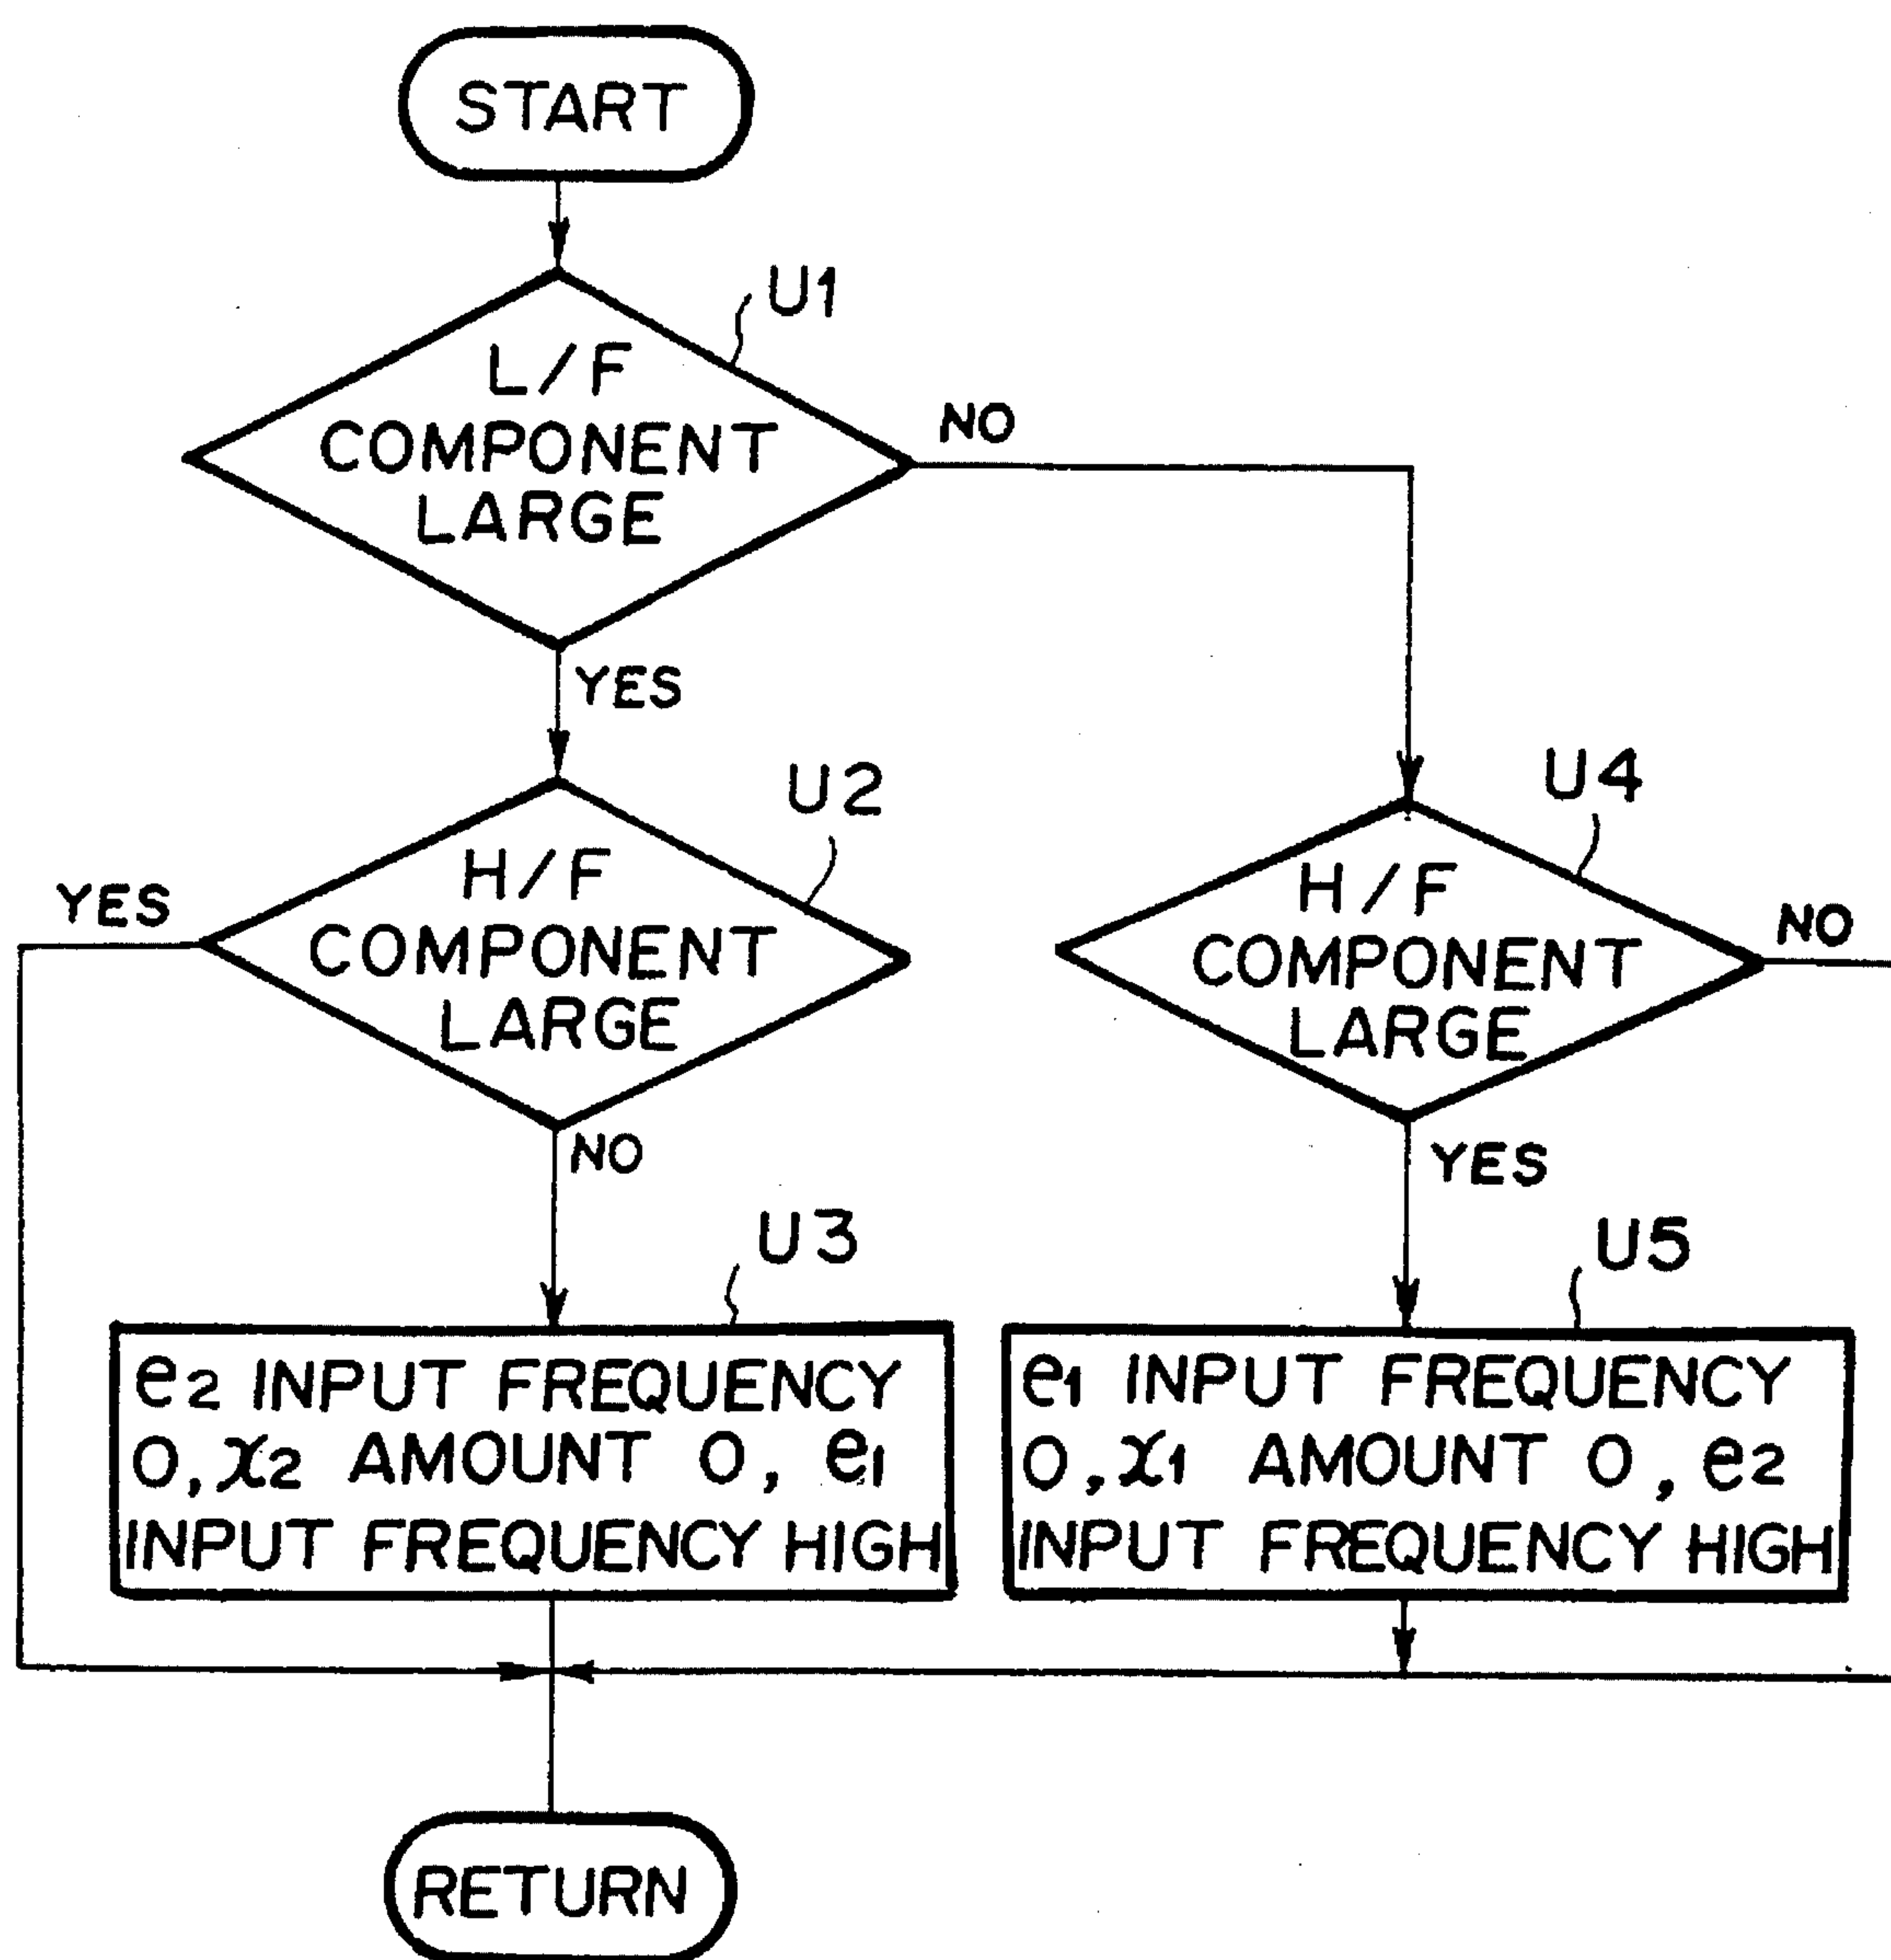 START
U1
L/F
COMPONENT
LARGE
NO
YES
U2
H/F
COMPONENT
LARGE
YES
NO
U4
H/F
COMPONENT
LARGE
NO
YES
U3
e2 INPUT FREQUENCY
0, x2 AMOUNT 0, e1
INPUT FREQUENCY HIGH
U5
e1 INPUT FREQUENCY
0, x1 AMOUNT 0, e2
INPUT FREQUENCY HIGH
RETURN